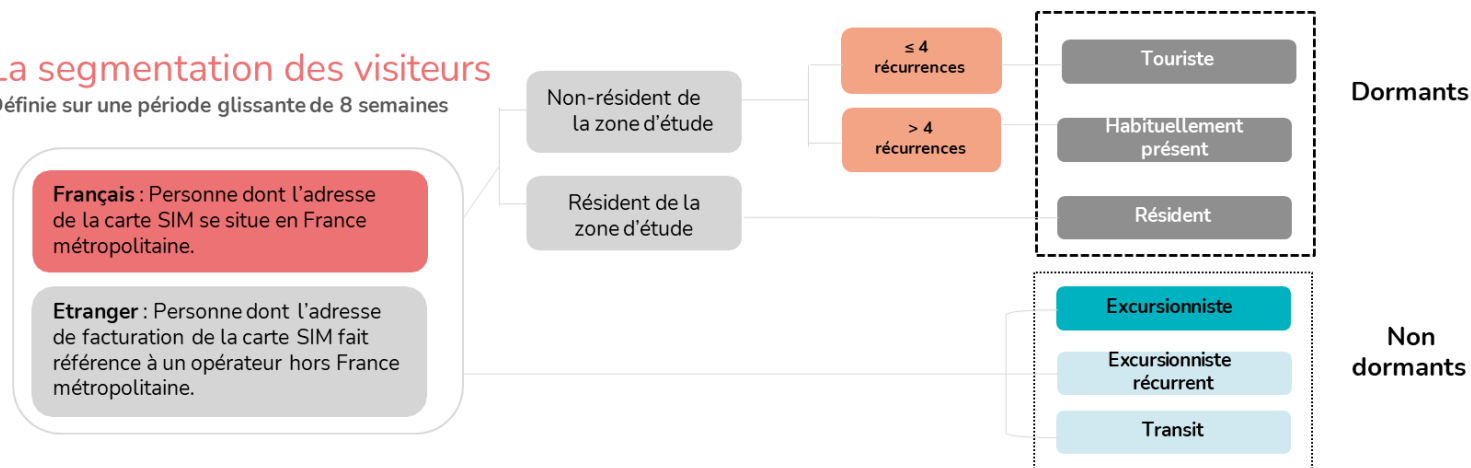 La segmentation des visiteurs
Définie sur une période glissante de 8 semaines
Français : Personne dont l’adresse
de la carte SIM se situe en France
métropolitaine.
Etranger : Personne dont l’adresse
de facturation de la carte SIM fait
référence à un opérateur hors France
métropolitaine.
Non-résident de
la zone d’étude
Résident de la
zone d’étude
≤ 4
récurrences
> 4
récurrences
Touriste
Habituellement
présent
Résident
Dormants
Excursionniste
Excursionniste
récurrent
Transit
Non
dormants